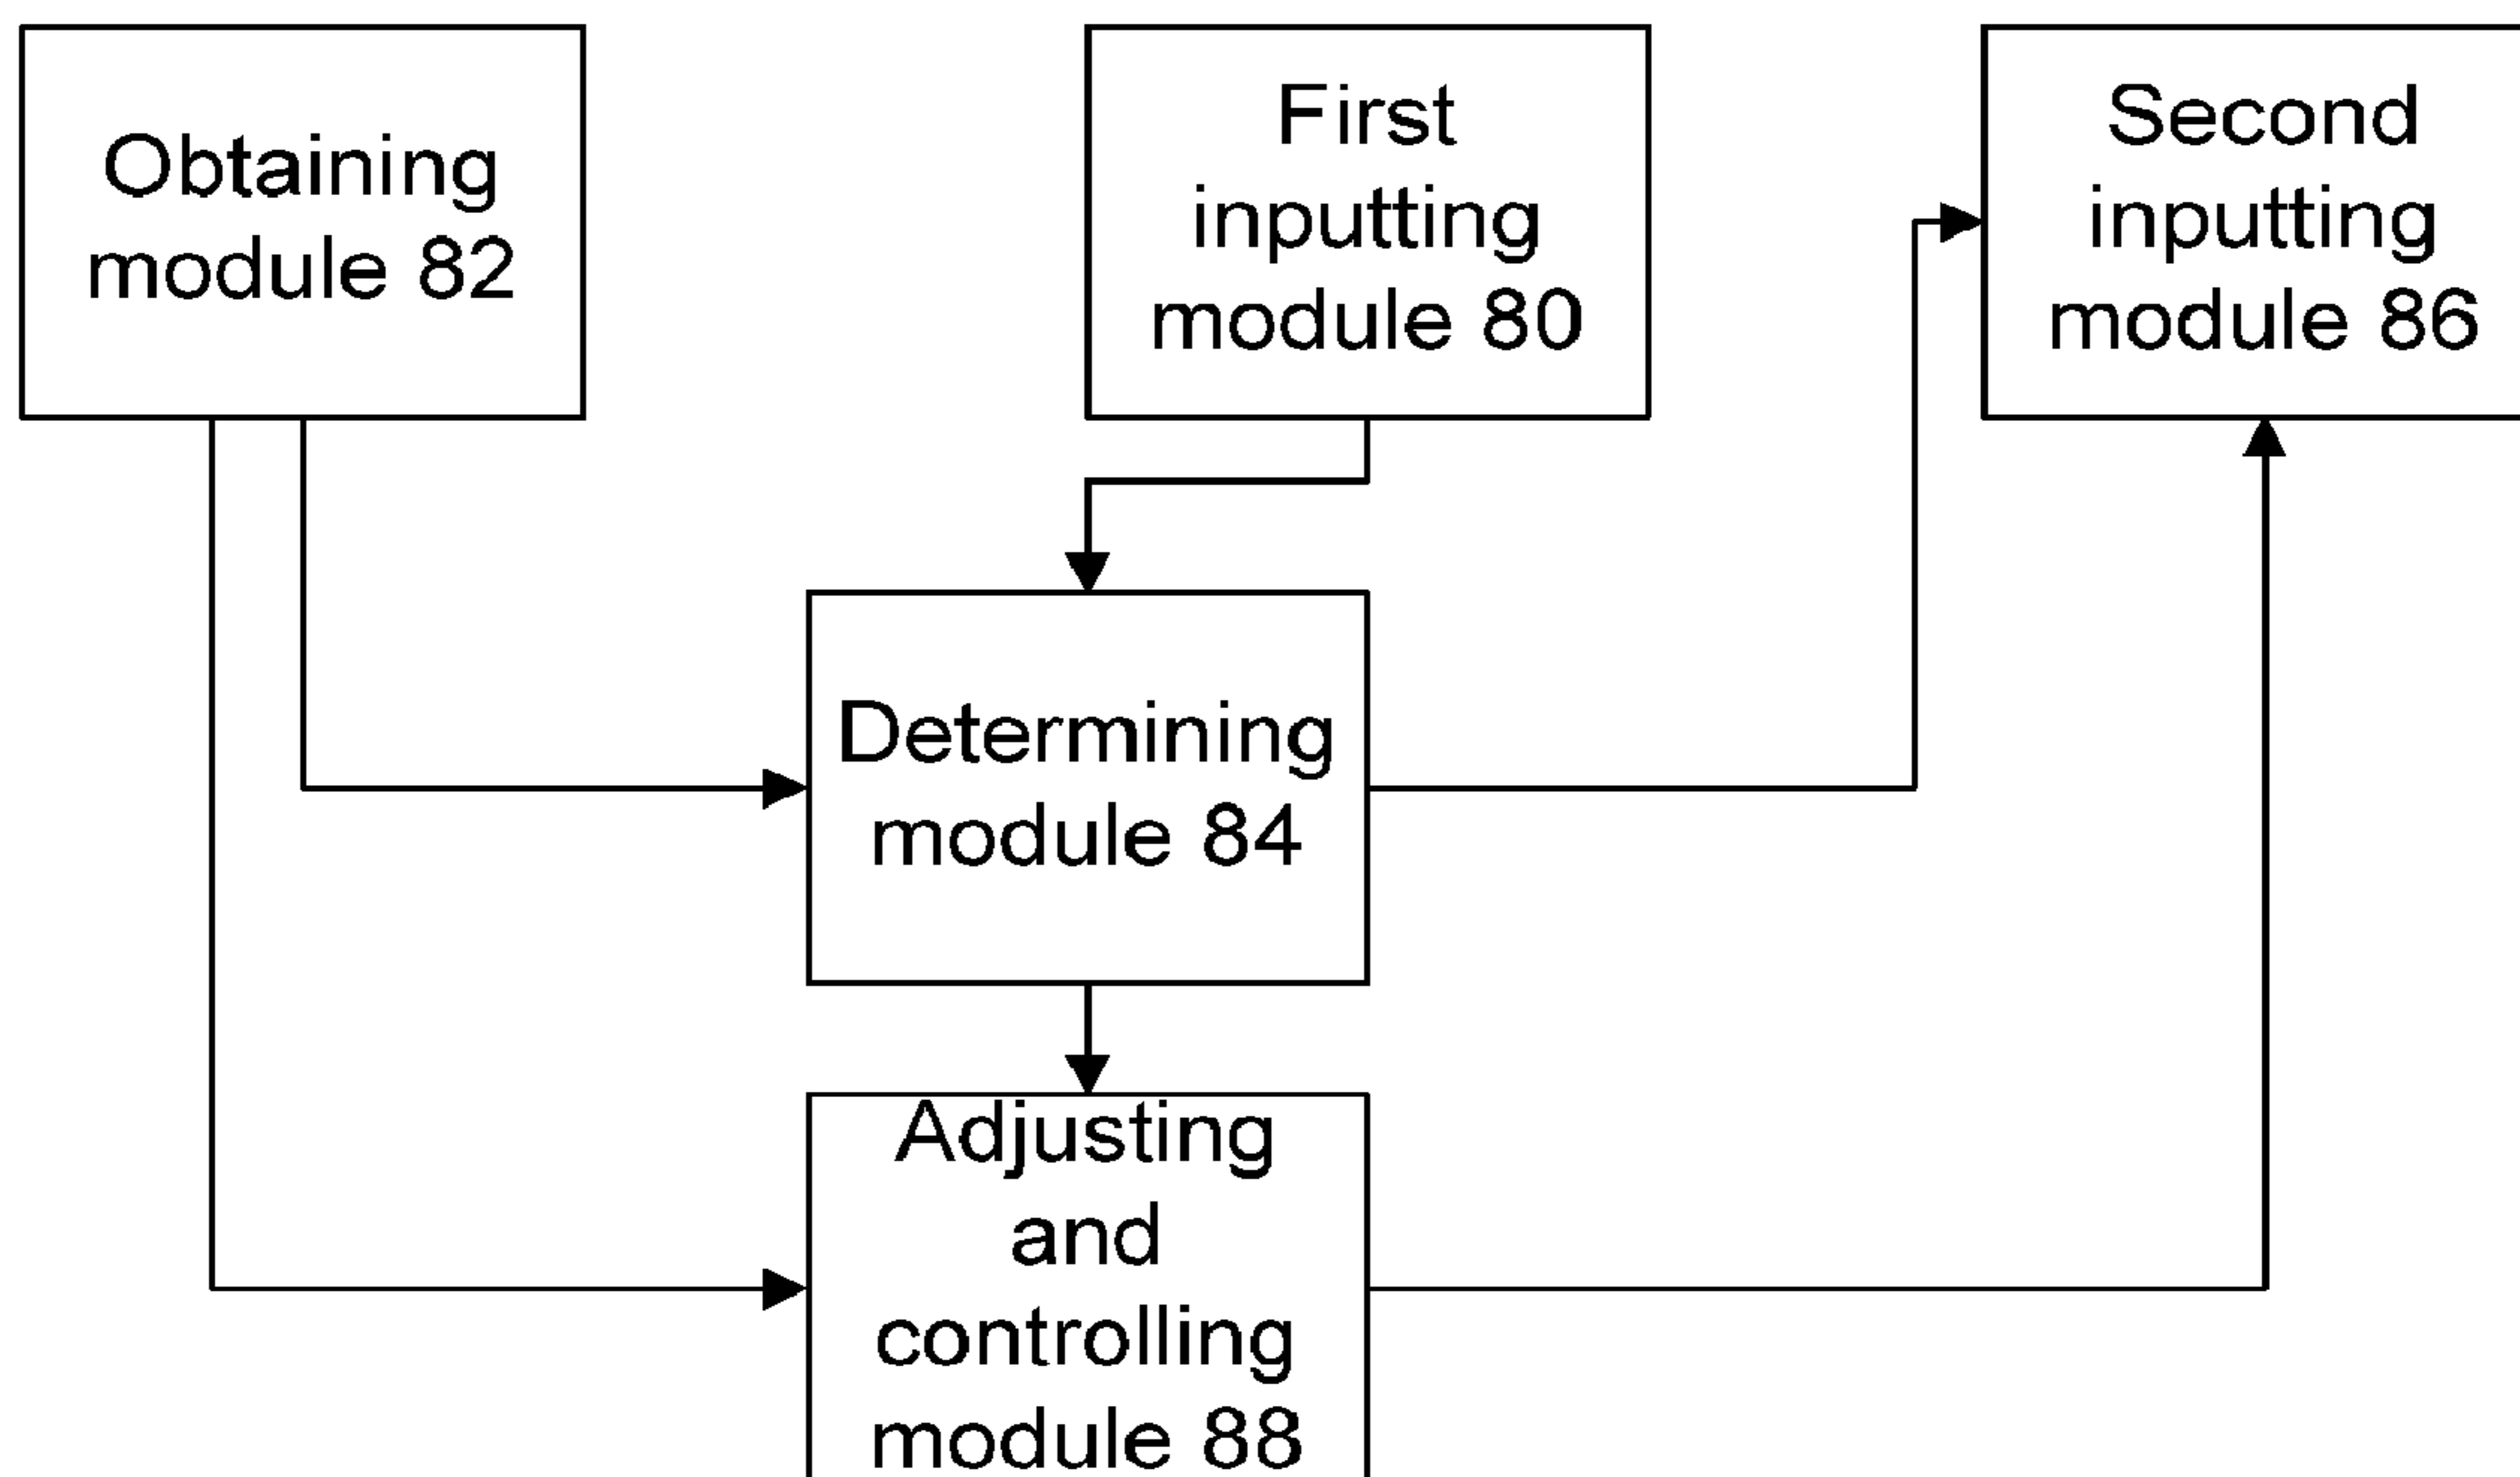 Obtaining
module 82
First
inputting
module 80
Second
inputting
module 86
Determining
module 84
Adjusting
and
controlling
module 88